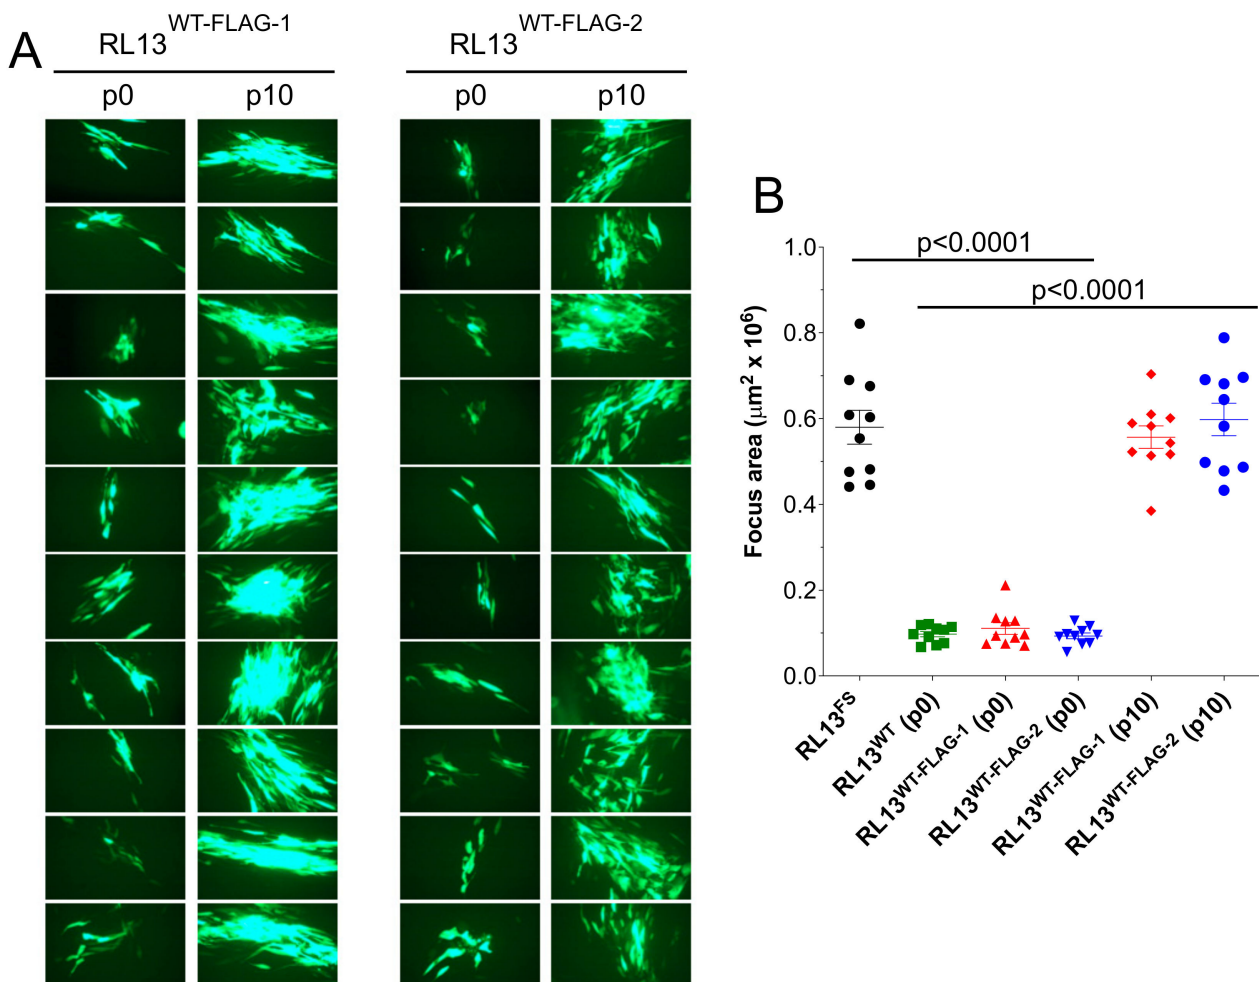 A
RL13WT-FLAG-1
RL13WT-FLAG-2
p0
p10
p0
p10
B
p<0.0001
p<0.0001
Focus area (µm2 x 106)
1.0
0.8
0.6
0.4
0.2
0.0
RL13FS
RL13WT (p0)
RL13WT-FLAG-1 (p0)
RL13WT-FLAG-2 (p0)
RL13WT-FLAG-1 (p10)
RL13WT-FLAG-2 (p10)